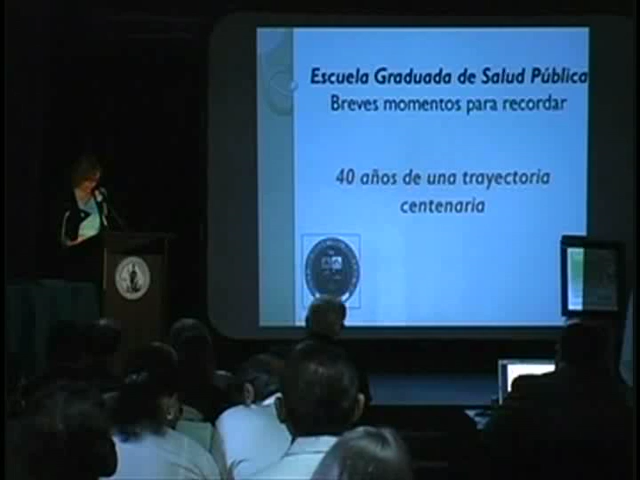 Escuela Graduada de Salud Pública
Breves momentos para recordar
40 años de una trayectoria
centenaria